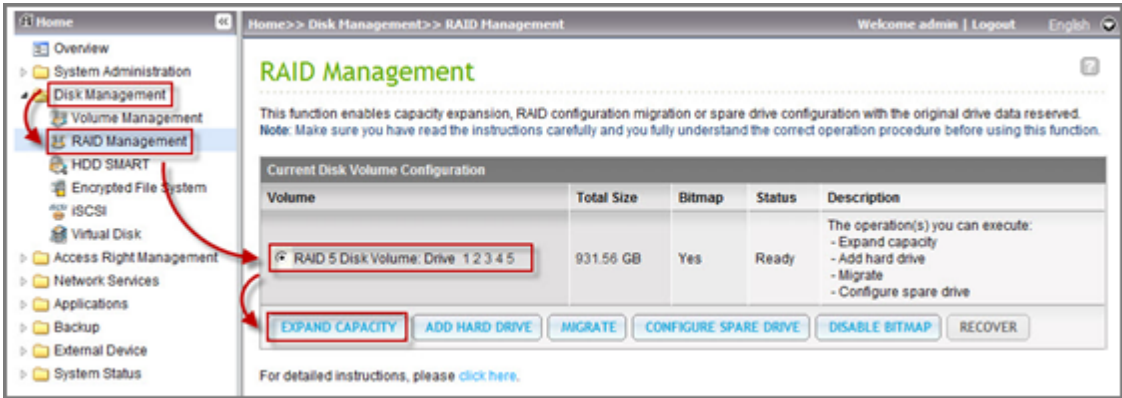 Home
Home>> Disk Management>> RAID Management
Welcome admin | Logout
English
Overview
System Administration
Disk Management
Volume Management
RAID Management
HDD SMART
Encrypted File System
iSCSI
Virtual Disk
Access Right Management
Network Services
Applications
Backup
External Device
System Status
RAID Management
This function enables capacity expansion, RAID configuration migration or spare drive configuration with the original drive data reserved.
Note: Make sure you have read the instructions carefully and you fully understand the correct operation procedure before using this function.
Current Disk Volume Configuration
Volume Total Size Bitmap Status Description
RAID 5 Disk Volume: Drive 1 2 3 4 5 931.56 GB Yes Ready
The operation(s) you can execute:
- Expand capacity
- Add hard drive
- Migrate
- Configure spare drive
EXPAND CAPACITY ADD HARD DRIVE MIGRATE CONFIGURE SPARE DRIVE DISABLE BITMAP RECOVER
For detailed instructions, please click here.